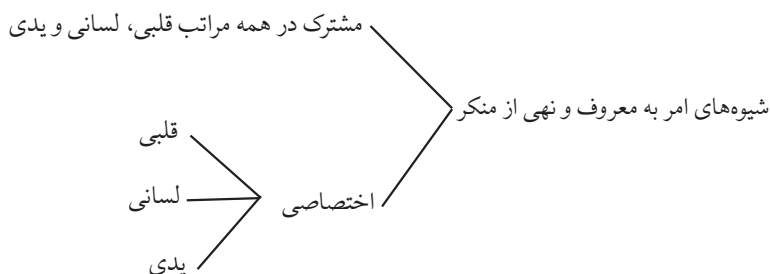 مشترک در همه مراتب قلبی، لسانی و یدی
شیوه‌های امر به معروف و نهی از منکر
قلبی
لسانی
اختصاصی
یدی